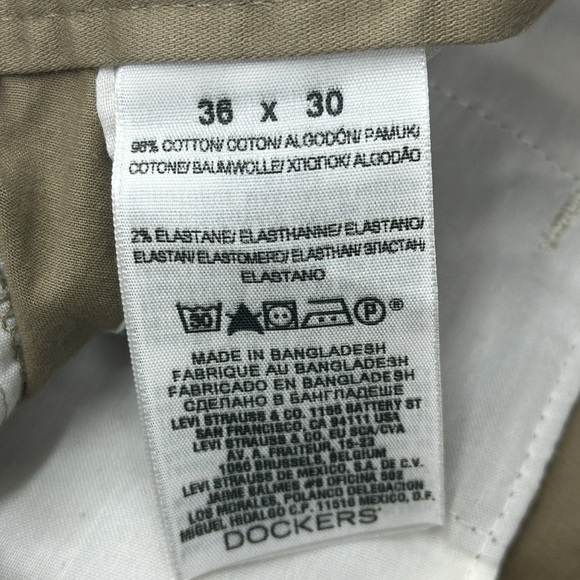 36 x 30
98% COTTON/ COTON/ ALGODÓN/ PAMUK/
COTONE/ BAUMWOLLE/ ХЛОПОК/ ALGODÃO
2% ELASTANE/ ELASTHANNE/ ELASTANO/
ELASTAN/ ELASTOMERO/ ELASTHAN/ ЭЛАСТАН/
ELASTANO
30
P®
MADE IN BANGLADESH
FABRIQUE AU BANGLADESH
FABRICADO EN BANGLADESH
СДЕЛАНО В БАНГЛАДЕШЕ
LEVI STRAUSS & CO. 1155 BATTERY ST
SAN FRANCISCO, CA 94111 USA
LEVI STRAUSS & CO. EU SCA/CVA
AV. A. FRAITEUR, 15-23
1050 BRUSSELS, BELGIUM
LEVI STRAUSS DE MEXICO, S.A. DE C.V.
JAIME BALMES #8 OFICINA 502
LOS MORALES, POLANCO DELEGACION
MIGUEL HIDALGO C.P. 11510 MEXICO, D.F.
DOCKERS®